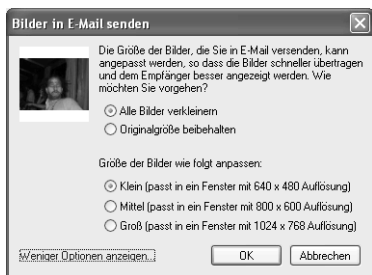 Bilder in E-Mail senden
Die Größe der Bilder, die Sie in E-Mail versenden, kann
angepasst werden, so dass die Bilder schneller übertragen
und dem Empfänger besser angezeigt werden. Wie
möchten Sie vorgehen?
Alle Bilder verkleinern
Originalgröße beibehalten
Größe der Bilder wie folgt anpassen:
Klein (passt in ein Fenster mit 640 x 480 Auflösung)
Mittel (passt in ein Fenster mit 800 x 600 Auflösung)
Groß (passt in ein Fenster mit 1024 x 768 Auflösung)
Weniger Optionen anzeigen... OK Abbrechen